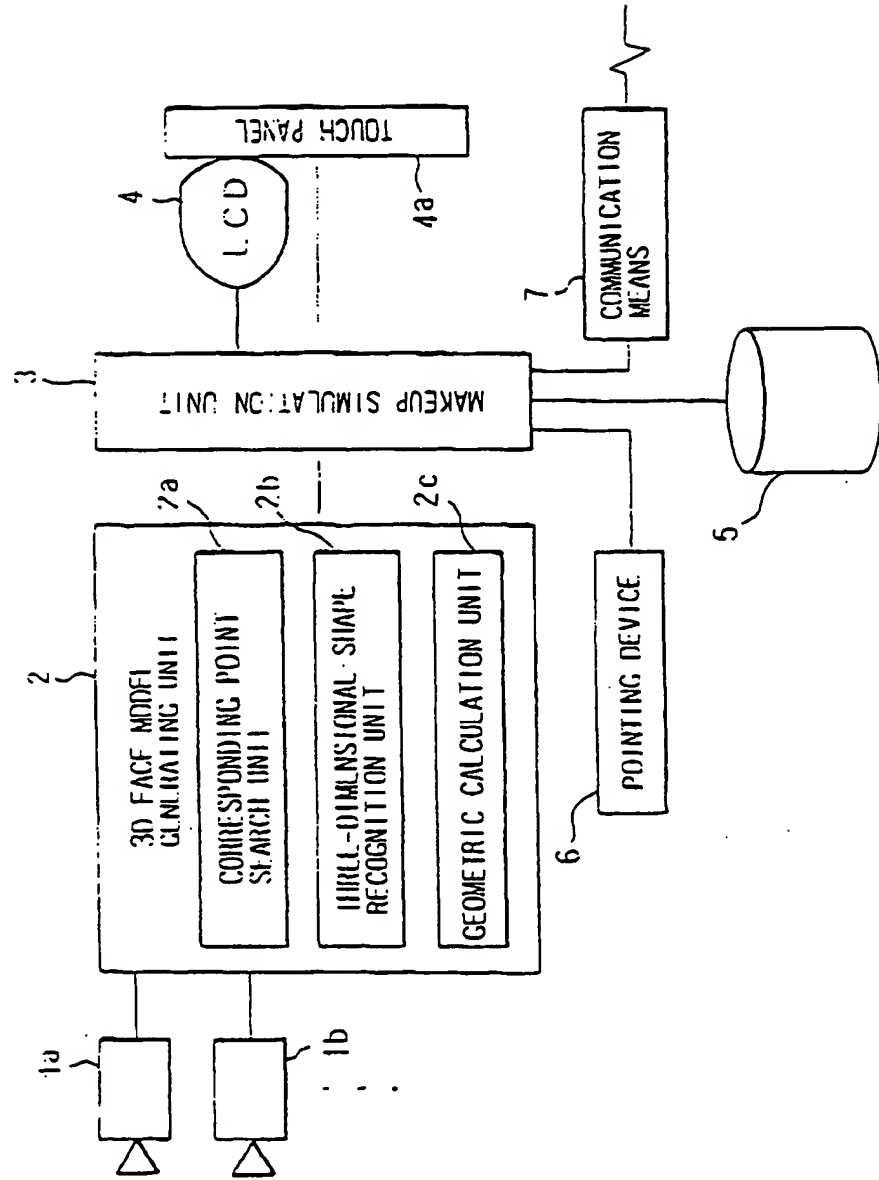 1a
1b
2
3D FACE MODEL
GENERATING UNIT
2a
CORRESPONDING POINT
SEARCH UNIT
2b
THREE-DIMENSIONAL SHAPE
RECOGNITION UNIT
2c
GEOMETRIC CALCULATION UNIT
3
MAKEUP SIMULATION UNIT
4
LCD
TOUCH PANEL
4a
6
POINTING DEVICE
5
7
COMMUNICATION
MEANS